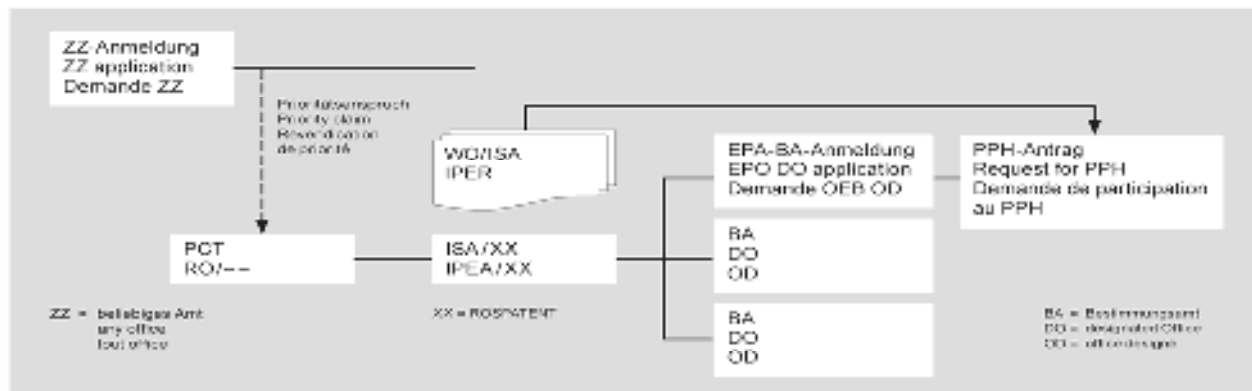 ZZ-Anmeldung
ZZ application
Demande ZZ
Prioritätsanspruch
Priority claim
Revendication
de priorité
WO/ISA
IPER
EPA-BA-Anmeldung
EPO DO application
Demande OEB OD
PPH-Antrag
Request for PPH
Demande de participation
au PPH
PCT
RO/––
ISA/XX
IPEA/XX
BA
DO
OD
BA
DO
OD
ZZ = beliebiges Amt
any office
tout office
XX = ROSPATENT
BA = Bestimmungsamt
DO = designated Office
OD = office désigné